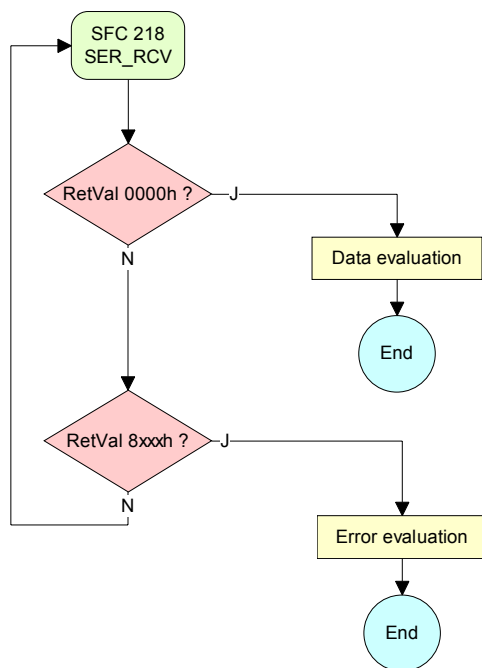 SFC 218
SER_RCV
RetVal 0000h ?
J
N
Data evaluation
End
RetVal 8xxxh ?
J
N
Error evaluation
End